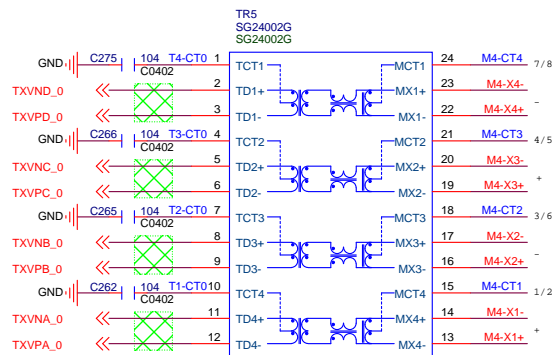 TR5
SG24002G
SG24002G
GND C275 104 T4-CT0 1 TCT1 MCT1 24 M4-CT4 7/8
C0402
TXVND_0 2 TD1+ MX1+ 23 M4-X4-
TXVPD_0 3 TD1- MX1- 22 M4-X4+ -
GND C266 104 T3-CT0 4 TCT2 MCT2 21 M4-CT3 4/5
C0402
TXVNC_0 5 TD2+ MX2+ 20 M4-X3-
TXVPC_0 6 TD2- MX2- 19 M4-X3+ +
GND C265 104 T2-CT0 7 TCT3 MCT3 18 M4-CT2 3/6
C0402
TXVNB_0 8 TD3+ MX3+ 17 M4-X2-
TXVPB_0 9 TD3- MX3- 16 M4-X2+ -
GND C262 104 T1-CT0 10 TCT4 MCT4 15 M4-CT1 1/2
C0402
TXVNA_0 11 TD4+ MX4+ 14 M4-X1-
TXVPA_0 12 TD4- MX4- 13 M4-X1+ +